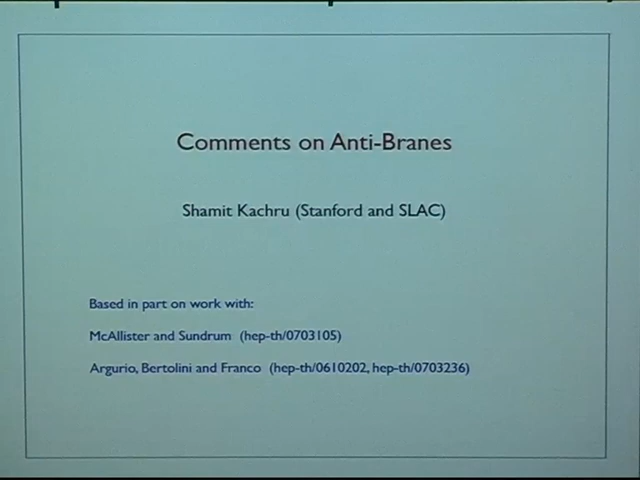 Comments on Anti-Branes
Shamit Kachru (Stanford and SLAC)
Based in part on work with:
McAllister and Sundrum (hep-th/0703105)
Argurio, Bertolini and Franco (hep-th/0610202, hep-th/0703236)